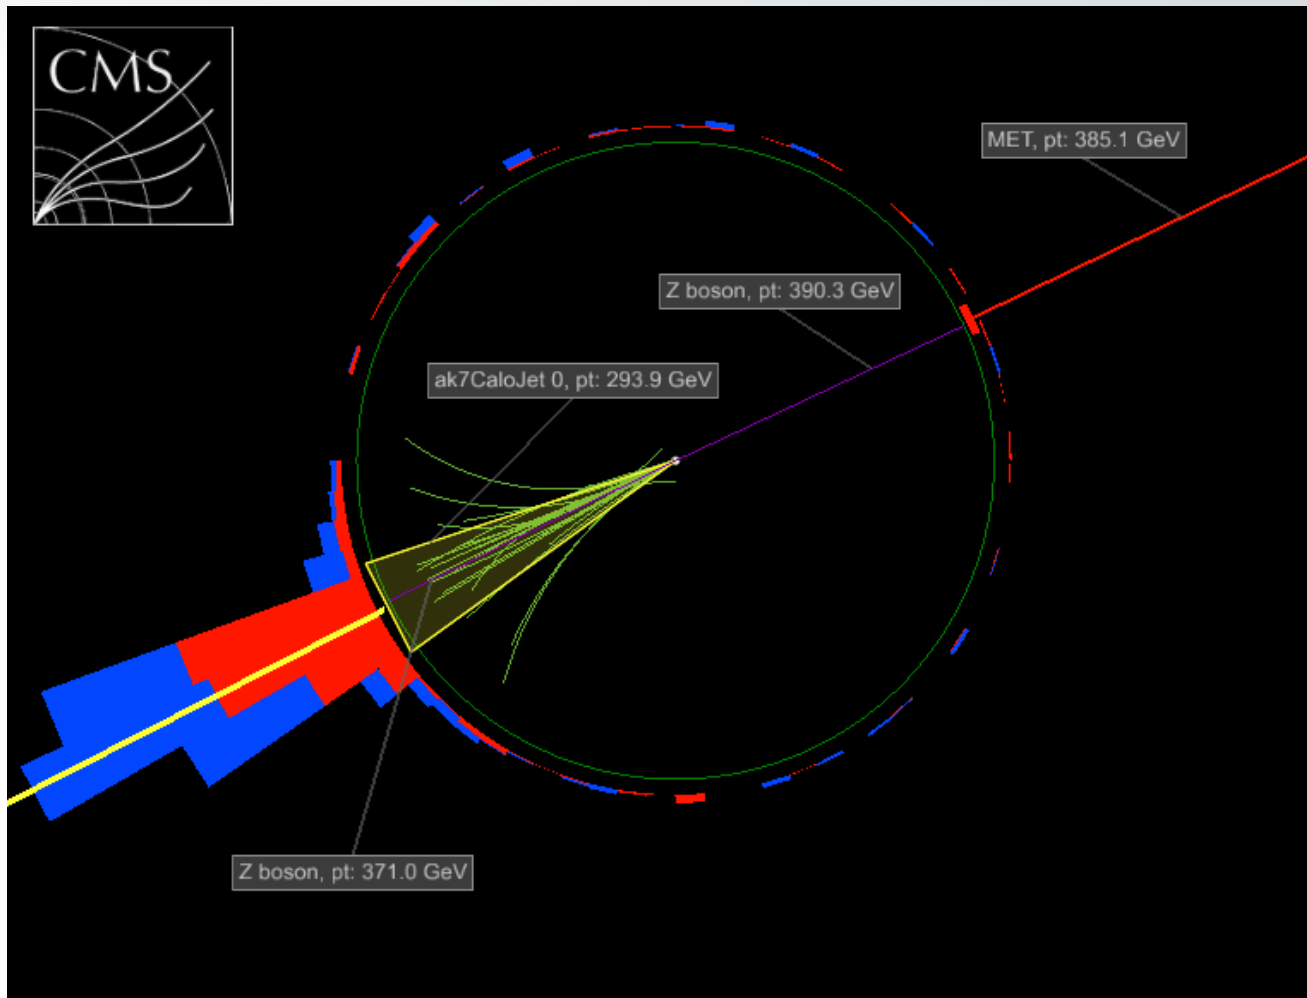 CMS
MET, pt: 385.1 GeV
Z boson, pt: 390.3 GeV
ak7CaloJet 0, pt: 293.9 GeV
Z boson, pt: 371.0 GeV